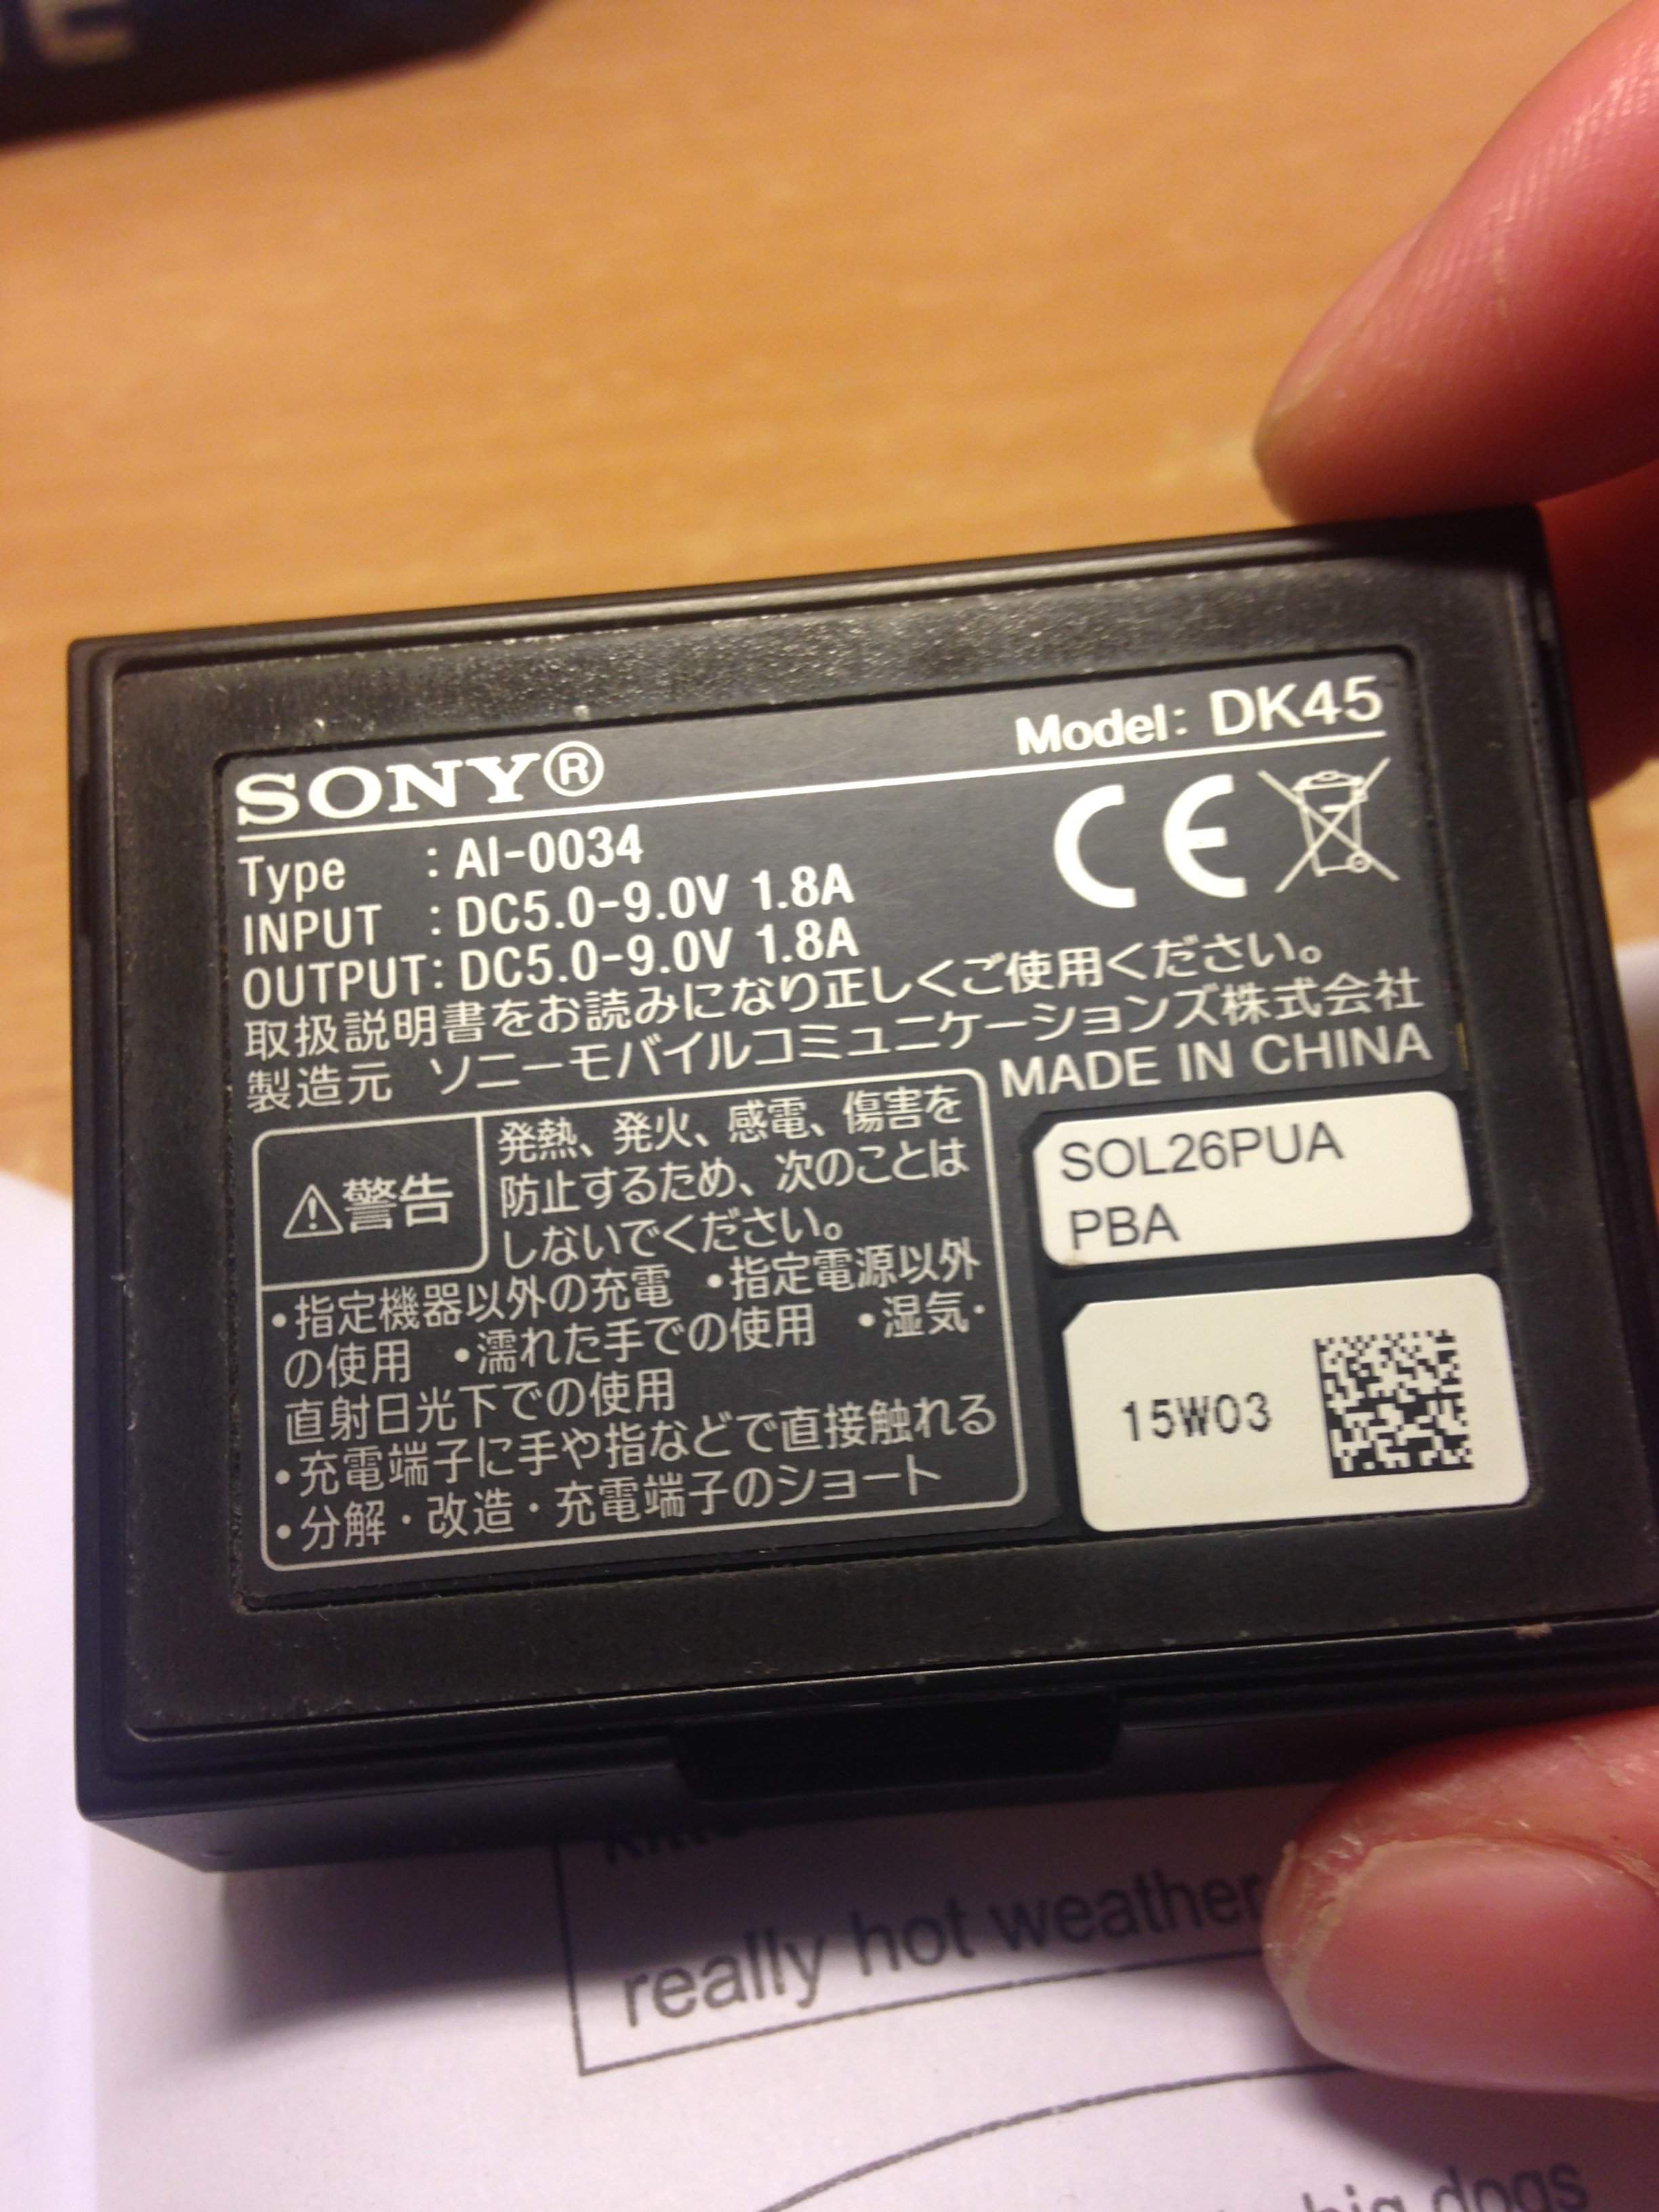 SONY®
Model: DK45
Type : AI-0034
INPUT : DC5.0-9.0V 1.8A
OUTPUT: DC5.0-9.0V 1.8A
取扱説明書をお読みになり正しくご使用ください。
製造元 ソニーモバイルコミュニケーションズ株式会社
MADE IN CHINA
⚠警告
発熱、発火、感電、傷害を
防止するため、次のことは
しないでください。
•指定機器以外の充電 •指定電源以外
の使用 •濡れた手での使用 •湿気・
直射日光下での使用
•充電端子に手や指などで直接触れる
•分解・改造・充電端子のショート
SOL26PUA
PBA
15W03
really hot weather
big dogs